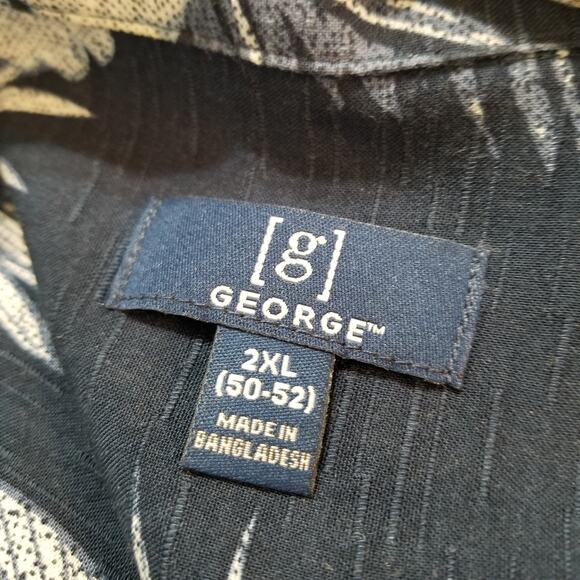 [g]
GEORGE™
2XL
(50-52)
MADE IN
BANGLADESH